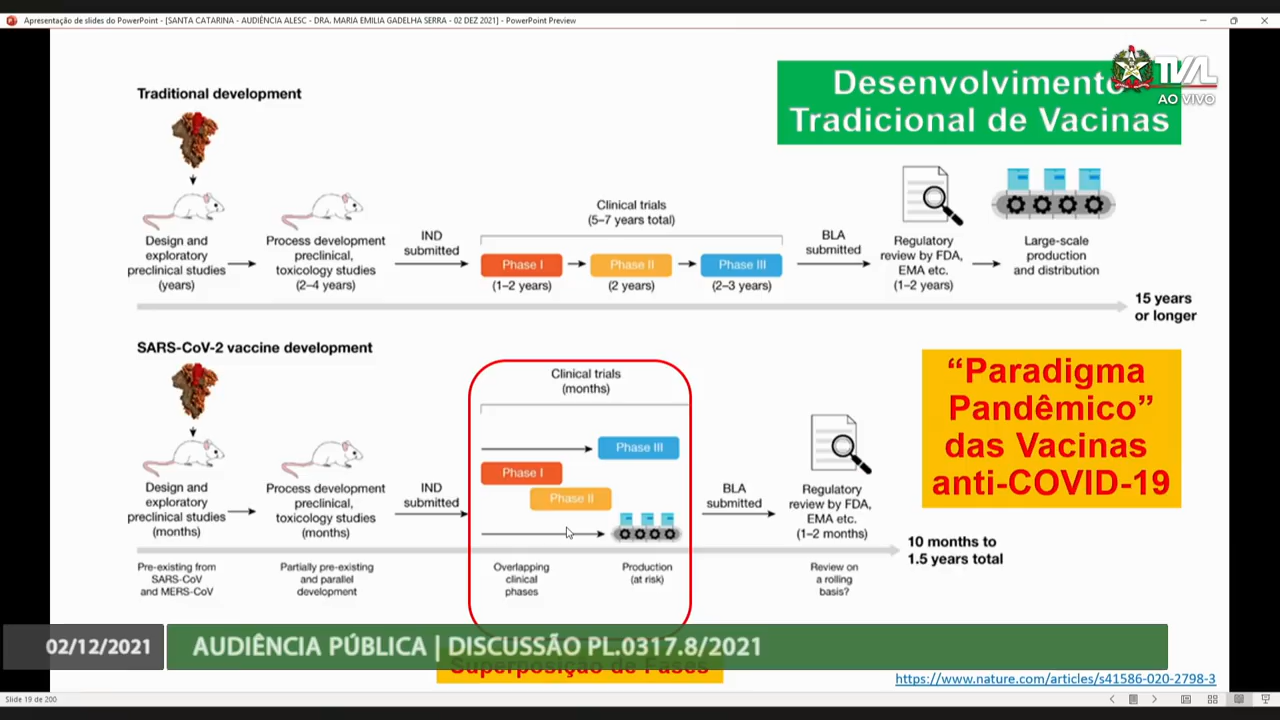 Apresentação de slides do PowerPoint - [SANTA CATARINA - AUDIÊNCIA ALESC - DRA. MARIA EMILIA GADELHA SERRA - 02 DEZ 2021] - PowerPoint Preview
Desenvolvimento
Tradicional de Vacinas
TVAL
AO VIVO
Traditional development
Design and
exploratory
preclinical studies
(years)
Process development
preclinical,
toxicology studies
(2–4 years)
IND
submitted
Clinical trials
(5–7 years total)
Phase I
Phase II
Phase III
(1–2 years)
(2 years)
(2–3 years)
BLA
submitted
Regulatory
review by FDA,
EMA etc.
(1–2 years)
Large-scale
production
and distribution
15 years
or longer
SARS-CoV-2 vaccine development
Design and
exploratory
preclinical studies
(months)
Process development
preclinical,
toxicology studies
(months)
IND
submitted
Clinical trials
(months)
Phase III
Phase I
Phase II
BLA
submitted
Regulatory
review by FDA,
EMA etc.
(1–2 months)
10 months to
1.5 years total
Pre-existing from
SARS-CoV
and MERS-CoV
Partially pre-existing
and parallel
development
Overlapping
clinical
phases
Production
(at risk)
Review on
a rolling
basis?
“Paradigma
Pandêmico”
das Vacinas
anti-COVID-19
02/12/2021
AUDIÊNCIA PÚBLICA | DISCUSSÃO PL.0317.8/2021
Superposição de Fases
https://www.nature.com/articles/s41586-020-2798-3
Slide 19 de 200